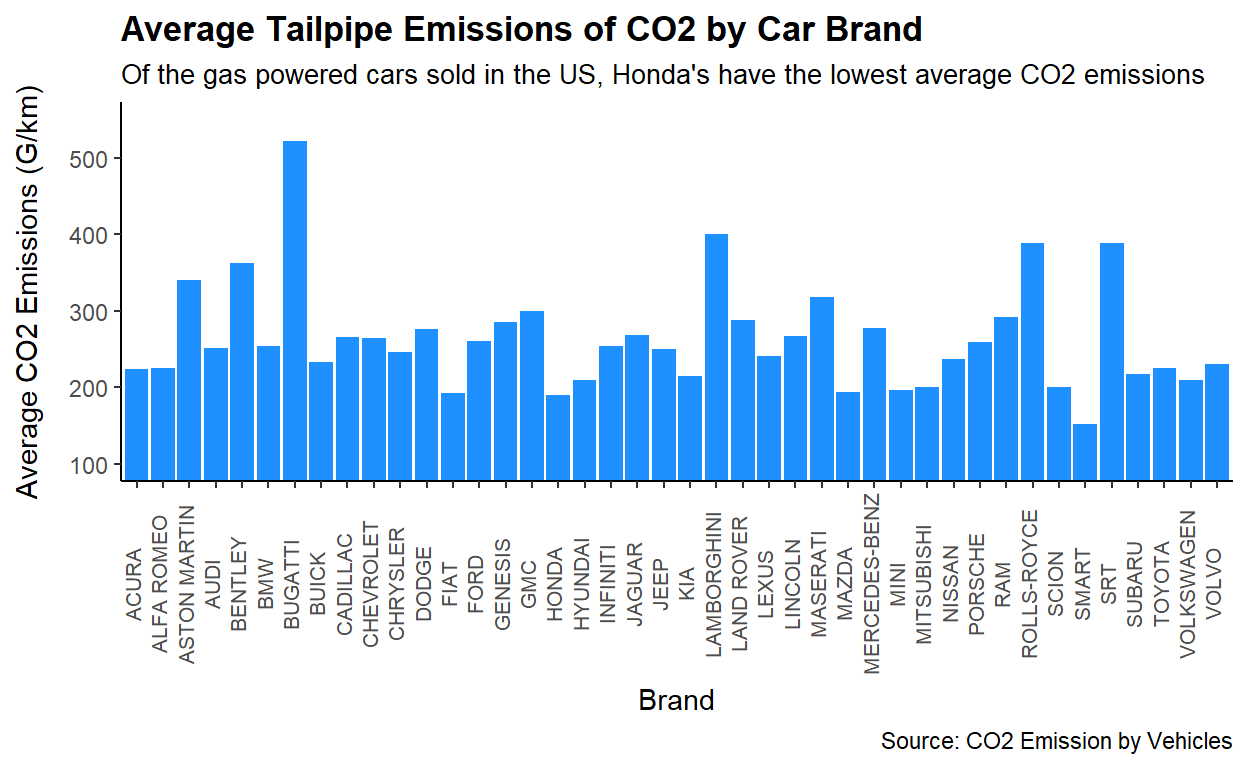 Average Tailpipe Emissions of CO2 by Car Brand
Of the gas powered cars sold in the US, Honda's have the lowest average CO2 emissions
Average CO2 Emissions (G/km)
500
400
300
200
100
ACURA
ALFA ROMEO
ASTON MARTIN
AUDI
BENTLEY
BMW
BUGATTI
BUICK
CADILLAC
CHEVROLET
CHRYSLER
DODGE
FIAT
FORD
GENESIS
GMC
HONDA
HYUNDAI
INFINITI
JAGUAR
JEEP
KIA
LAMBORGHINI
LAND ROVER
LEXUS
LINCOLN
MASERATI
MAZDA
MERCEDES-BENZ
MINI
MITSUBISHI
NISSAN
PORSCHE
RAM
ROLLS-ROYCE
SCION
SMART
SRT
SUBARU
TOYOTA
VOLKSWAGEN
VOLVO
Brand
Source: CO2 Emission by Vehicles